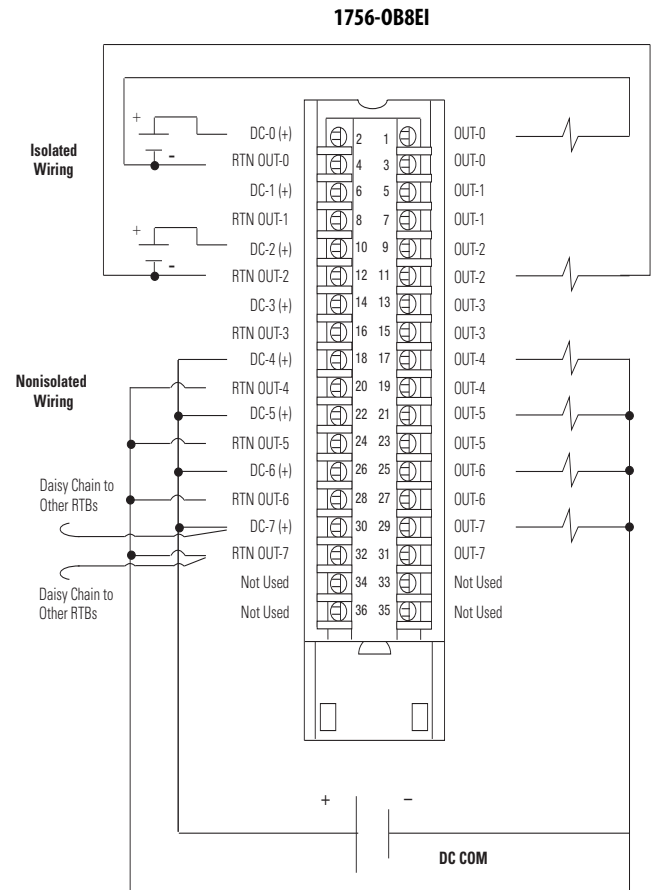 1756-OB8EI
+ DC-0 (+) 2 1 OUT-0
Isolated
Wiring
- RTN OUT-0 4 3 OUT-0
DC-1 (+) 6 5 OUT-1
RTN OUT-1 8 7 OUT-1
+ DC-2 (+) 10 9 OUT-2
- RTN OUT-2 12 11 OUT-2
DC-3 (+) 14 13 OUT-3
RTN OUT-3 16 15 OUT-3
DC-4 (+) 18 17 OUT-4
Nonisolated
Wiring
RTN OUT-4 20 19 OUT-4
DC-5 (+) 22 21 OUT-5
RTN OUT-5 24 23 OUT-5
DC-6 (+) 26 25 OUT-6
Daisy Chain to
Other RTBs
RTN OUT-6 28 27 OUT-6
DC-7 (+) 30 29 OUT-7
RTN OUT-7 32 31 OUT-7
Daisy Chain to
Other RTBs
Not Used 34 33 Not Used
Not Used 36 35 Not Used
+ -
DC COM